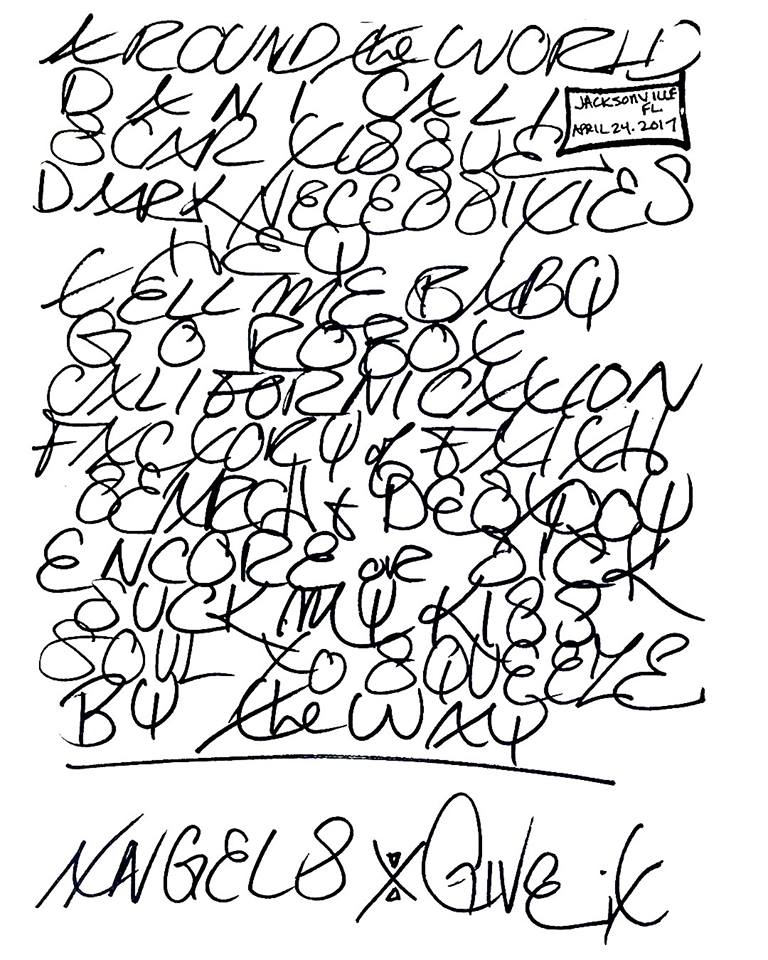 AROUND the WORLD
DANI CALI
JACKSONVILLE
FL.
APRIL 24. 2017
SCAR TISSUE
DARK NECESSITIES
HEY
TELL ME BABY
GO ROBOT
CALIFORNICATION
FACTORY of FAITH
SEARCH & DESTROY
ENCORE OR SICK
SUCK MY KISS
SOUL TO SQUEEZE
BY the WAY
ANGELS GIVE it